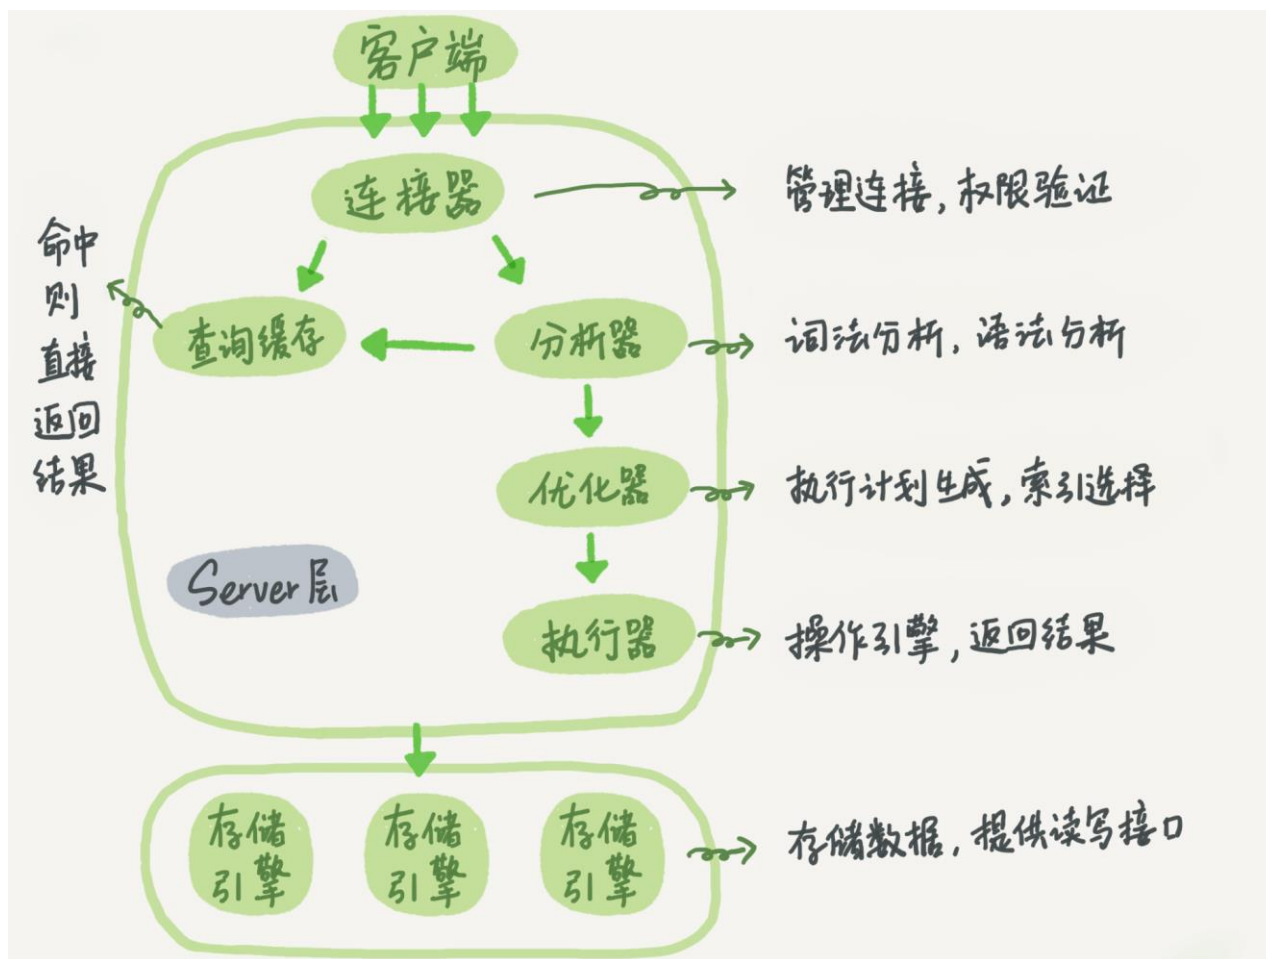 客户端
连接器
管理连接,权限验证
命中
则
直接
返回
结果
查询缓存
分析器
词法分析,语法分析
优化器
执行计划生成,索引选择
Server层
执行器
操作引擎,返回结果
存储
引擎
存储
引擎
存储
引擎
存储数据,提供读写接口